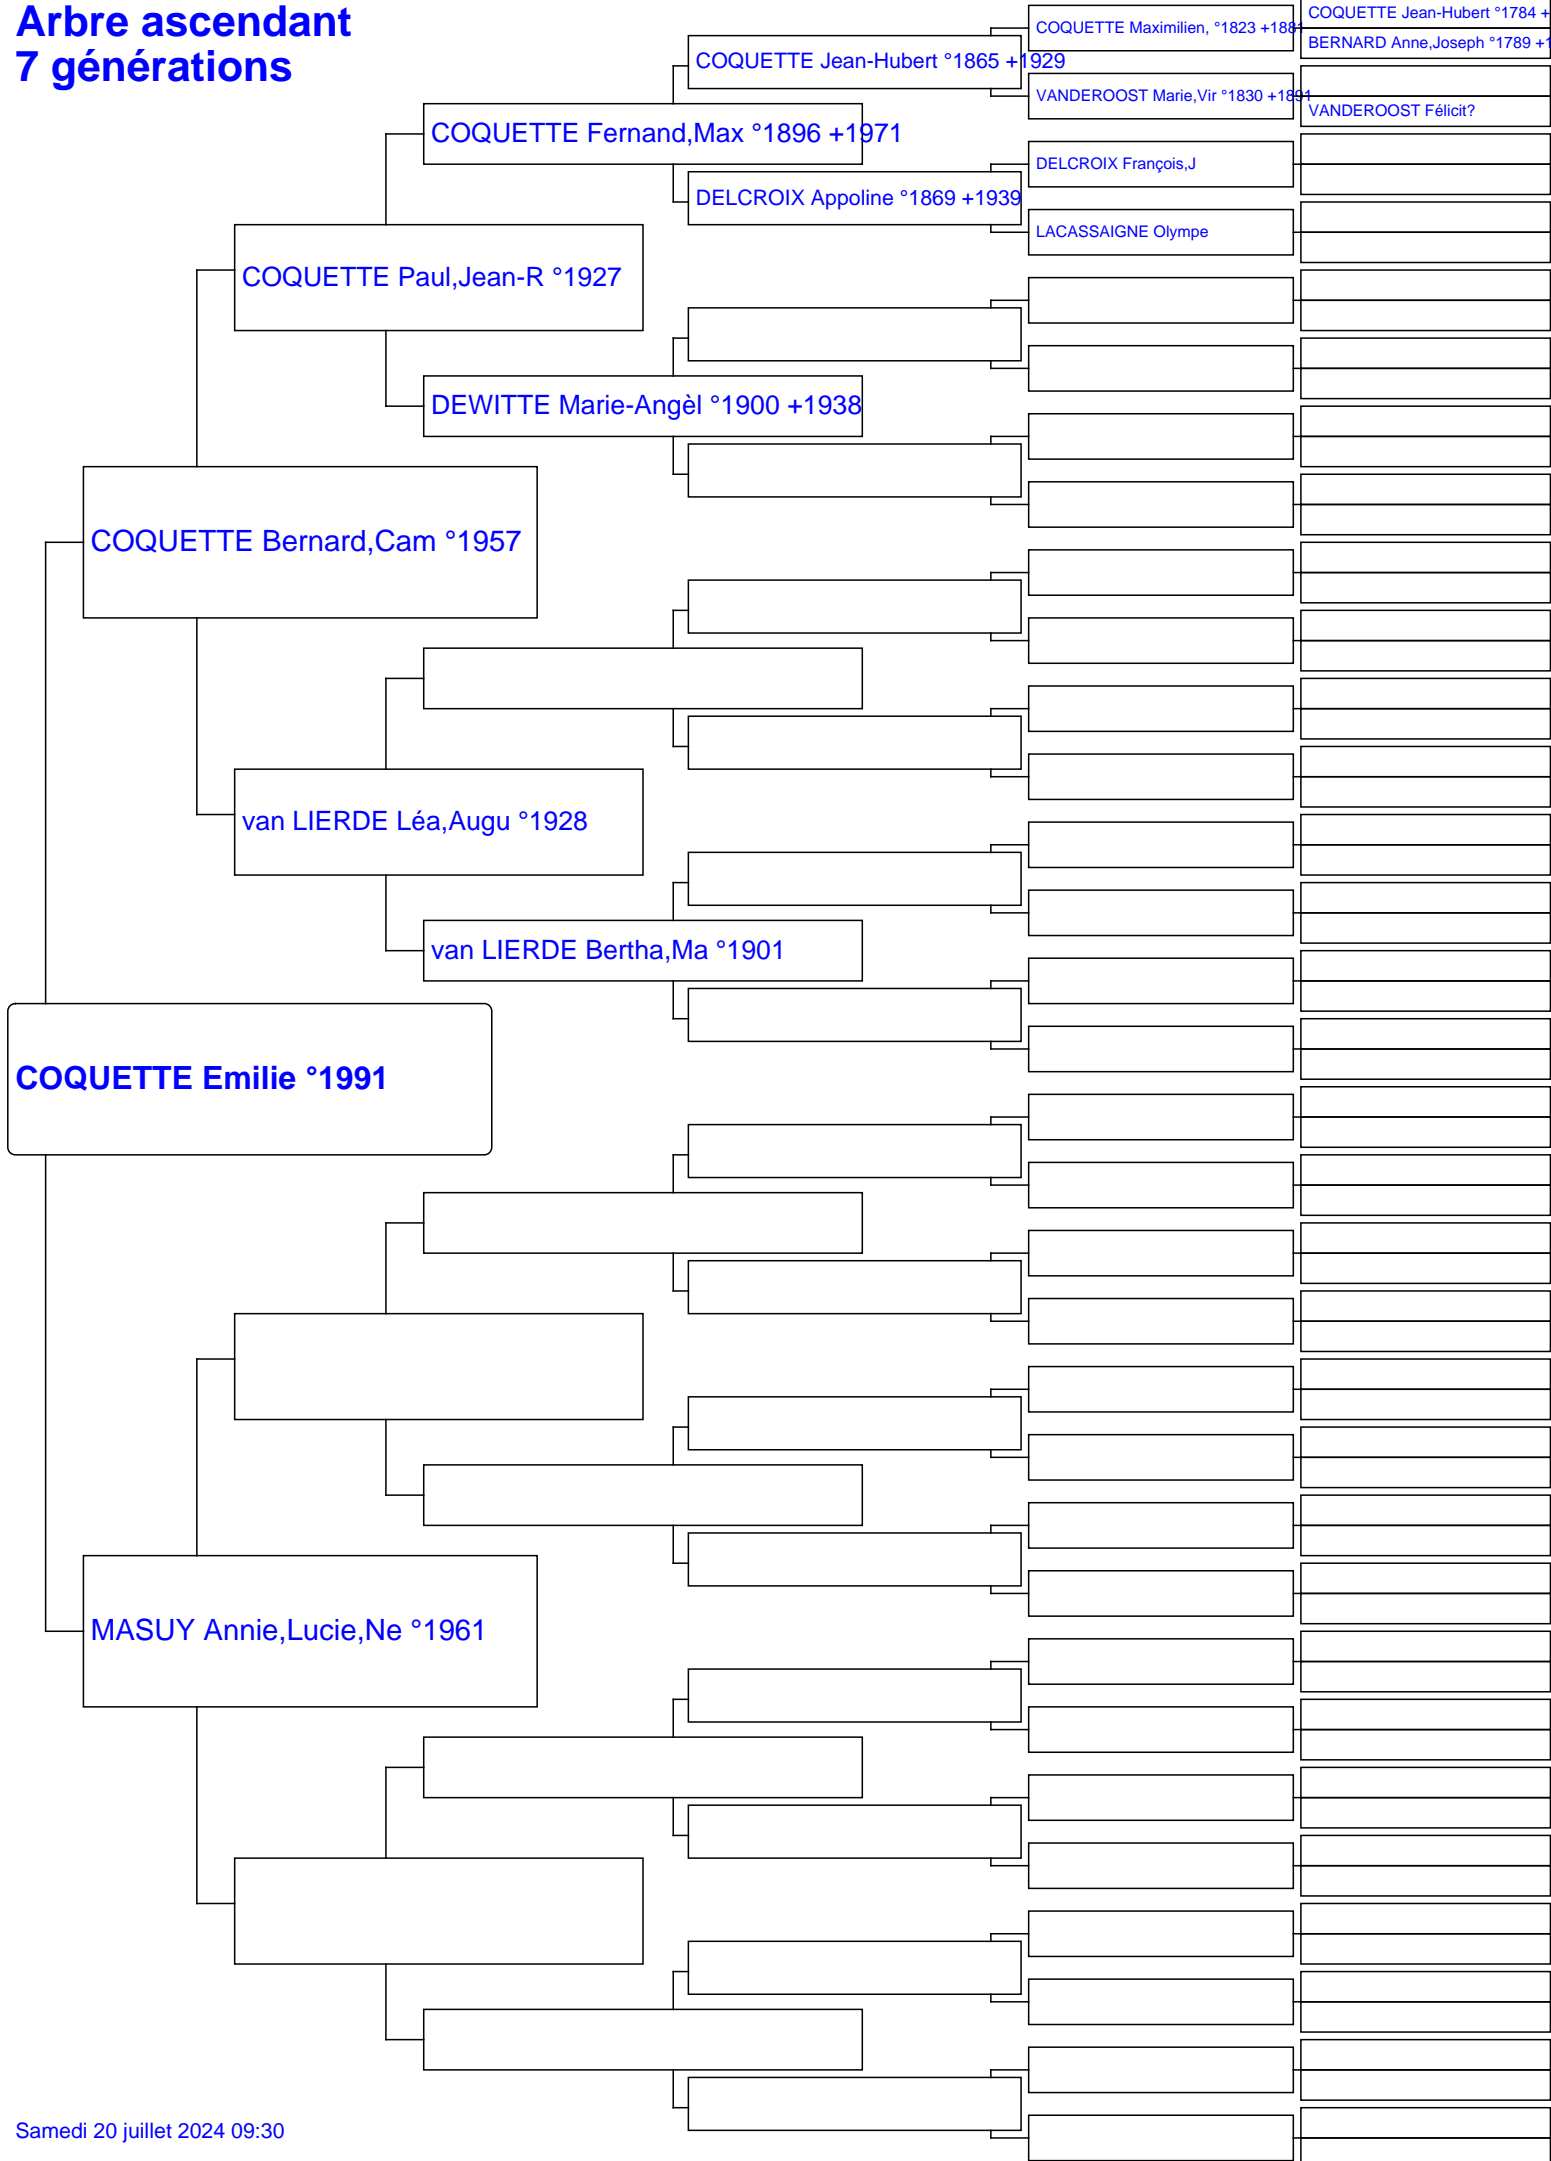 Arbre ascendant
7 générations
COQUETTE Jean-Hubert °1784 +
COQUETTE Maximilien, °1823 +1881
BERNARD Anne,Joseph °1789 +1
COQUETTE Jean-Hubert °1865 +1929
VANDEROOST Marie,Vir °1830 +1891
VANDEROOST Félicit?
COQUETTE Fernand,Max °1896 +1971
DELCROIX François,J
DELCROIX Appoline °1869 +1939
LACASSAIGNE Olympe
COQUETTE Paul,Jean-R °1927
DEWITTE Marie-Angèl °1900 +1938
COQUETTE Bernard,Cam °1957
van LIERDE Léa,Augu °1928
van LIERDE Bertha,Ma °1901
COQUETTE Emilie °1991
MASUY Annie,Lucie,Ne °1961
Samedi 20 juillet 2024 09:30